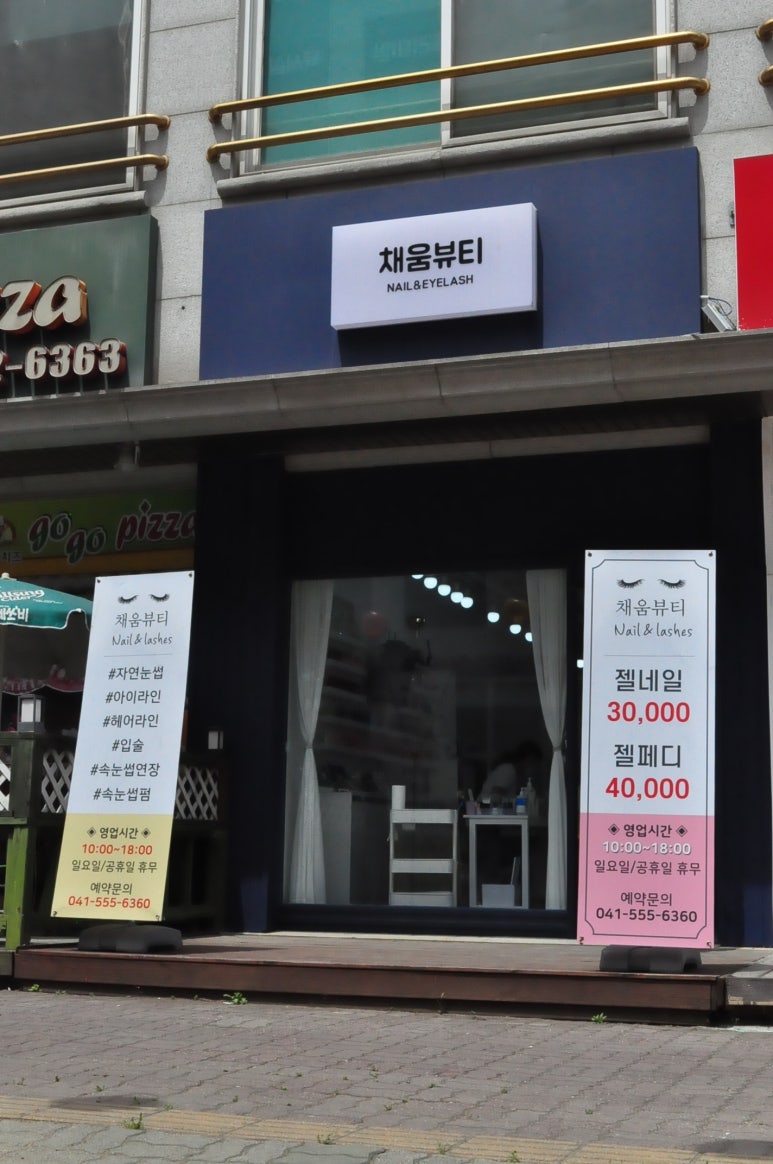 채움뷰티
NAIL&EYELASH
za
-6363
go go pizza
치즈
채움뷰티
Nail & lashes
#자연눈썹
#아이라인
#헤어라인
#입술
#속눈썹연장
#속눈썹펌
◈ 영업시간 ◈
10:00~18:00
일요일/공휴일 휴무
예약문의
041-555-6360
채움뷰티
Nail & lashes
젤네일
30,000
젤페디
40,000
◈ 영업시간 ◈
10:00~18:00
일요일/공휴일 휴무
예약문의
041-555-6360